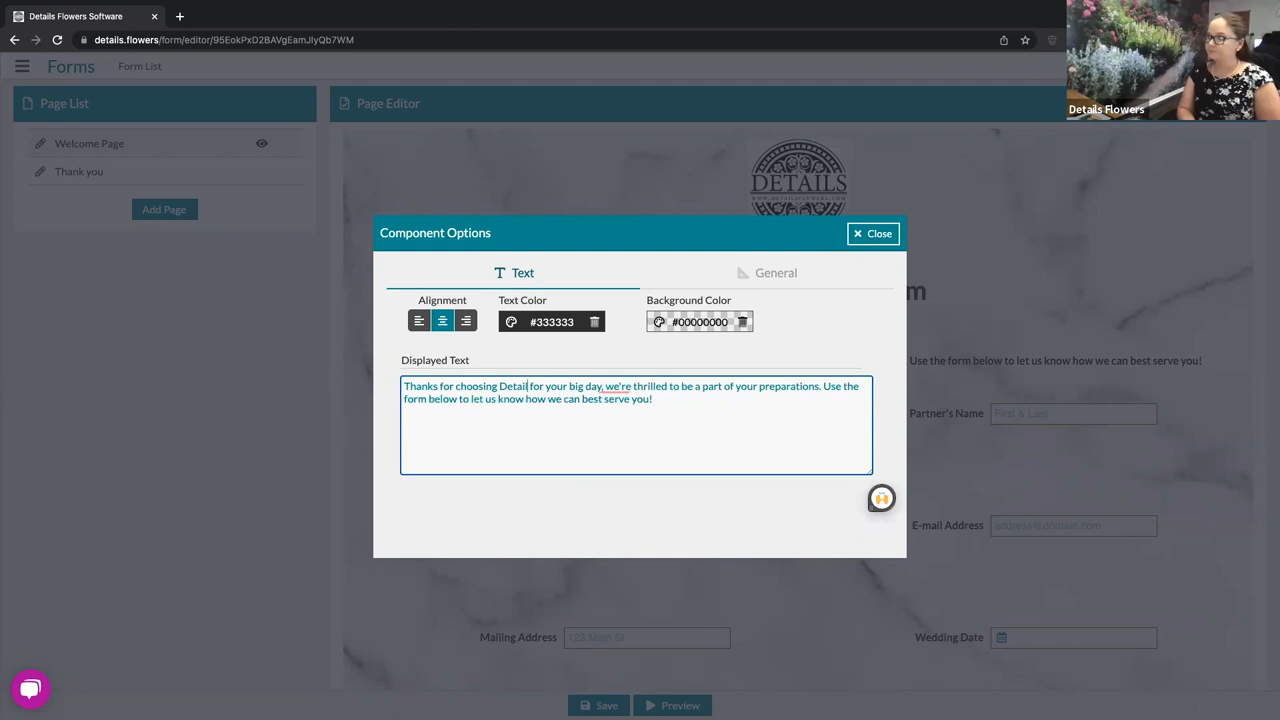 Details Flowers Software
details.flowers/form/editor/95EokPxD2BAVgEamJlyQb7WM
Forms
Form List
Details Flowers
Page List
Page Editor
Welcome Page
Thank you
Add Page
DETAILS
WWW.DETAILSFLOWERS.COM
Component Options
Close
Text
General
Alignment
Text Color
Background Color
#333333
#00000000
Displayed Text
Thanks for choosing Detail for your big day, we're thrilled to be a part of your preparations. Use the
form below to let us know how we can best serve you!
m
Use the form below to let us know how we can best serve you!
Partner's Name
First & Last
E-mail Address
address@domain.com
Mailing Address
123 Main St
Wedding Date
Save
Preview